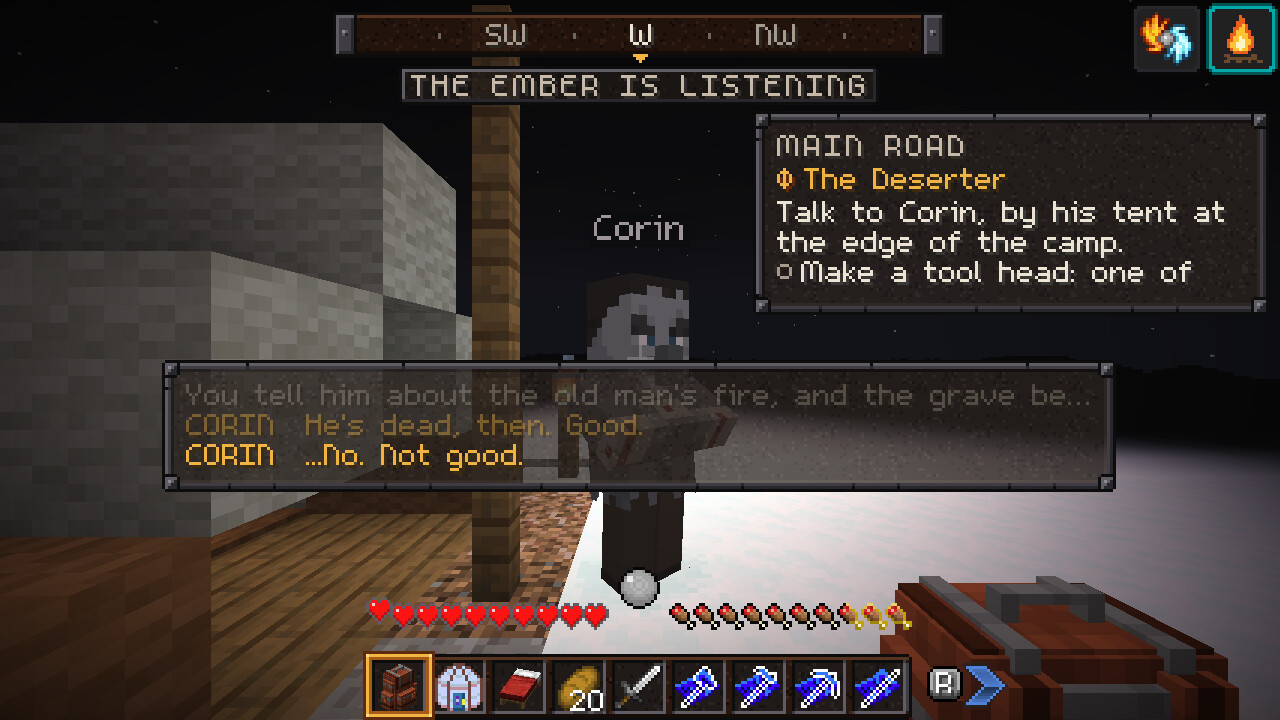 SW W NW
THE EMBER IS LISTENING
MAIN ROAD
The Deserter
Talk to Corin, by his tent at
the edge of the camp.
Make a tool head: one of
Corin
You tell him about the old man's fire, and the grave be...
CORIN He's dead, then. Good.
CORIN ...No. Not good.
20
R